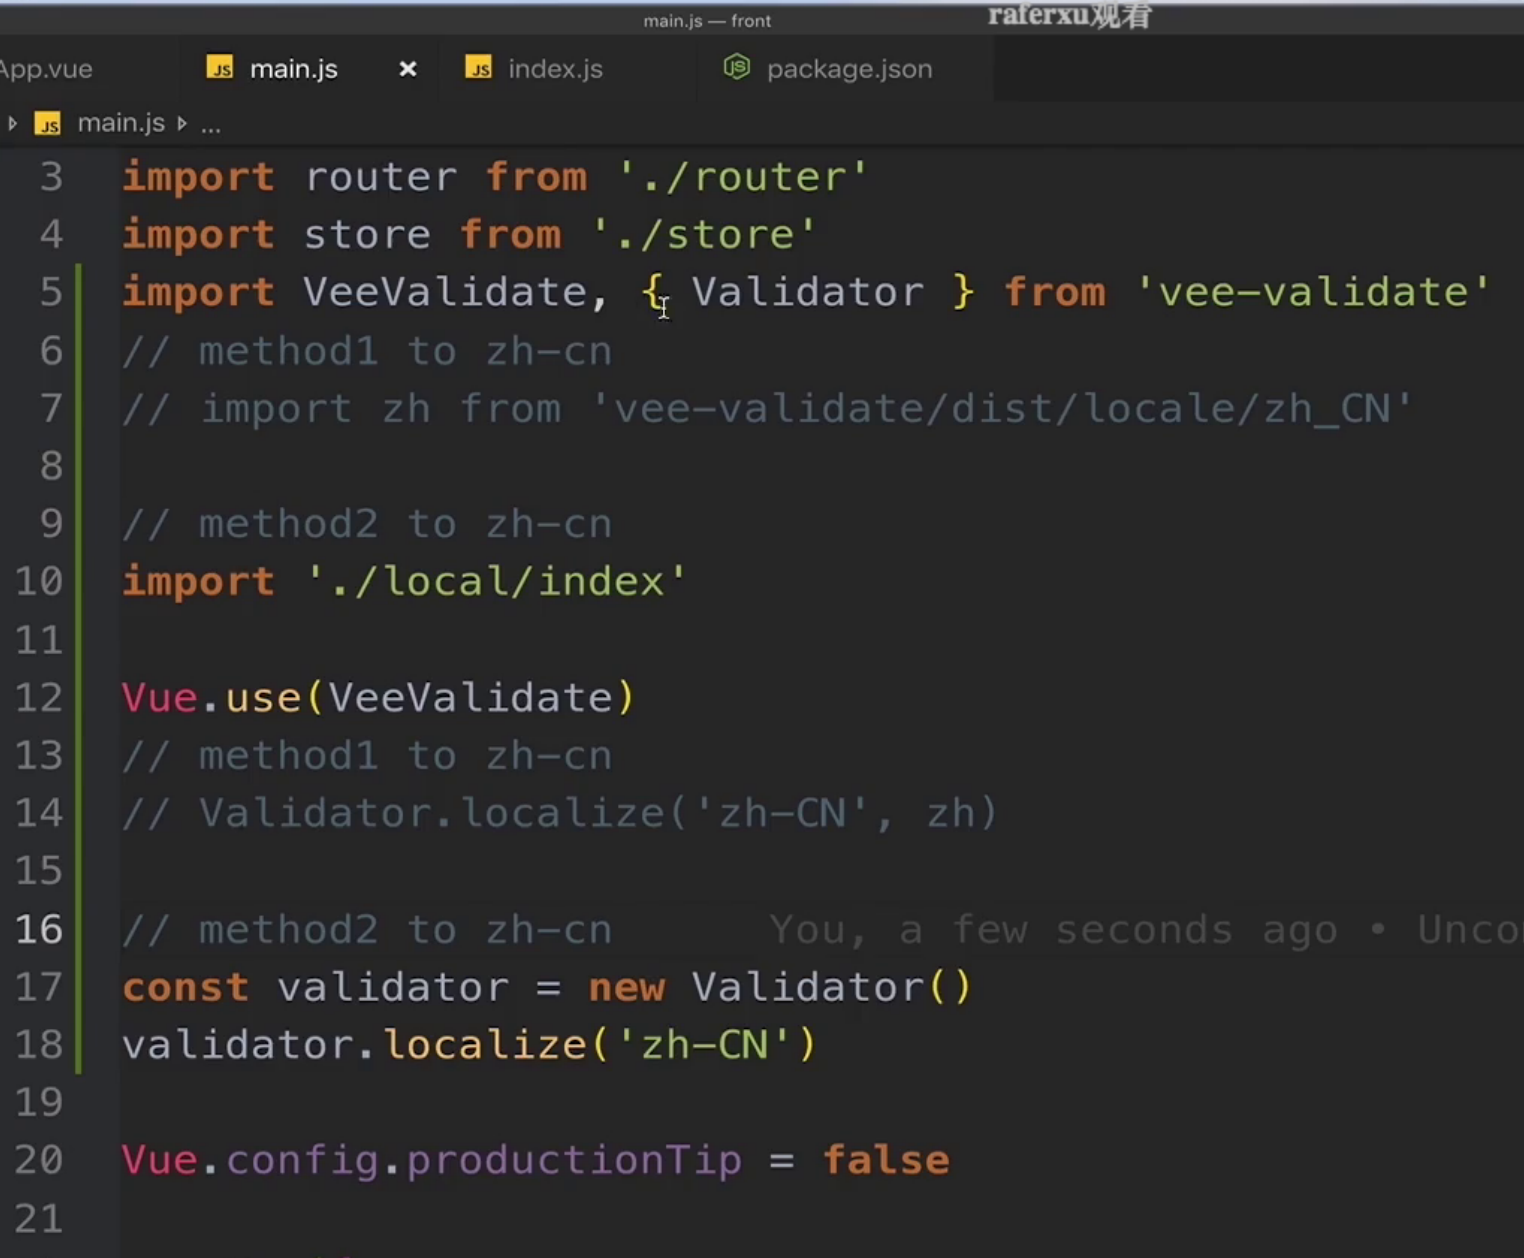 main.js — front
raferxu观看
App.vue
JS main.js × JS index.js JS package.json
JS main.js ...
3 import router from './router'
4 import store from './store'
5 import VeeValidate, { Validator } from 'vee-validate'
6 // method1 to zh-cn
7 // import zh from 'vee-validate/dist/locale/zh_CN'
8
9 // method2 to zh-cn
10 import './local/index'
11
12 Vue.use(VeeValidate)
13 // method1 to zh-cn
14 // Validator.localize('zh-CN', zh)
15
16 // method2 to zh-cn You, a few seconds ago • Unco
17 const validator = new Validator()
18 validator.localize('zh-CN')
19
20 Vue.config.productionTip = false
21